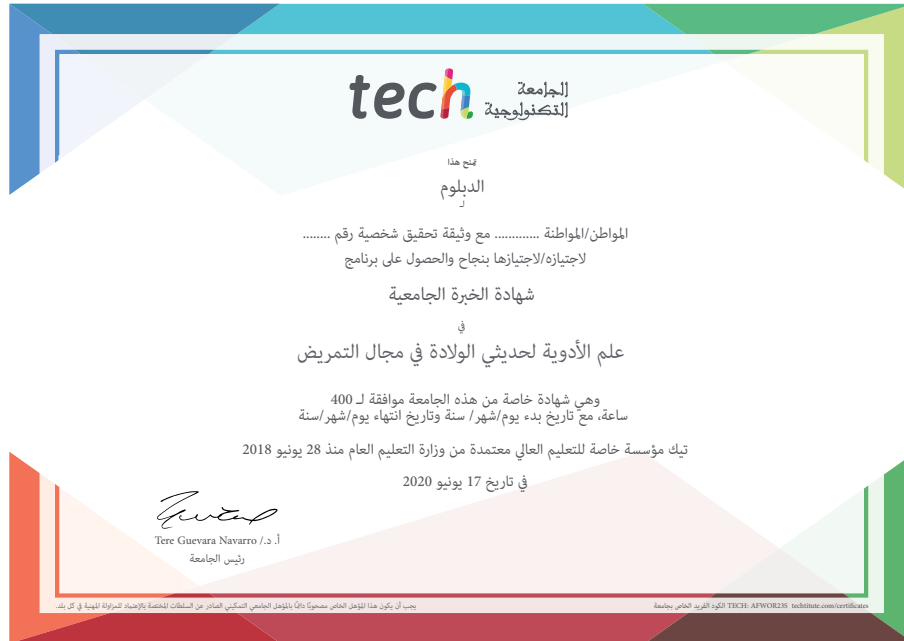 tech الجامعة
التكنولوجية
يمنح هذا
الدبلوم
لـ
المواطن/المواطنة ............. مع وثيقة تحقيق شخصية رقم ........
لاجتيازه/لاجتيازها بنجاح والحصول على برنامج
شهادة الخبرة الجامعية
في
علم الأدوية لحديثي الولادة في مجال التمريض
وهي شهادة خاصة من هذه الجامعة موافقة لـ 400
ساعة، مع تاريخ بدء يوم/شهر/ سنة وتاريخ انتهاء يوم/شهر/سنة
تيك مؤسسة خاصة للتعليم العالي معتمدة من وزارة التعليم العام منذ 28 يونيو 2018
في تاريخ 17 يونيو 2020
أ. د./ Tere Guevara Navarro
رئيس الجامعة
يجب أن يكون هذا المؤهل الخاص مصحوبًا دائمًا بالمؤهل الجامعي التمكيني الصادر عن السلطات المختصة بالإعتماد للمزاولة المهنية في كل بلد.
الكود الفريد الخاص بجامعة TECH: AFWOR23S techtitute.com/certificates